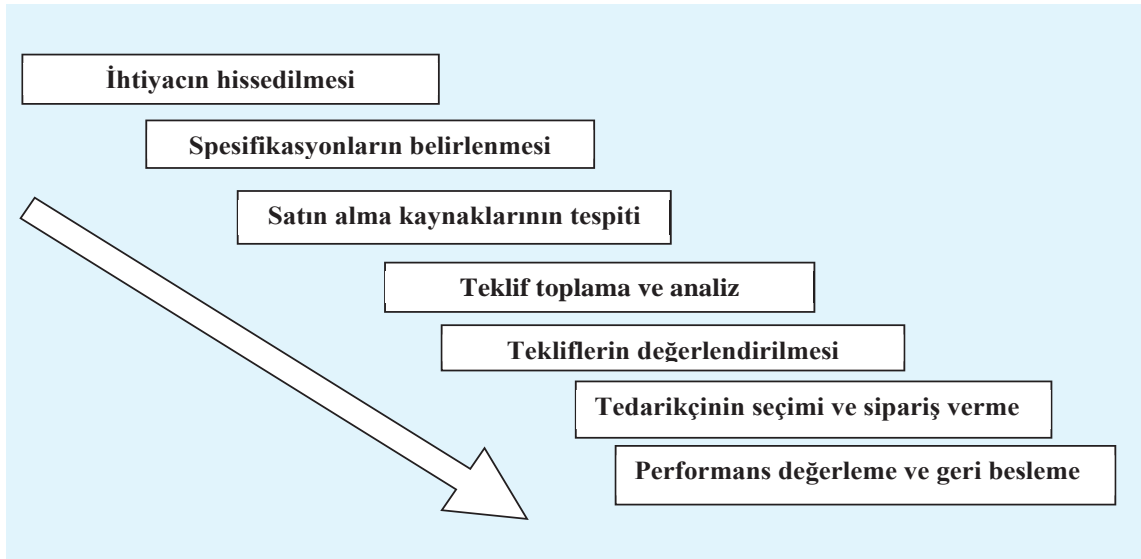 İhtiyacın hissedilmesi
Spesifikasyonların belirlenmesi
Satın alma kaynaklarının tespiti
Teklif toplama ve analiz
Tekliflerin değerlendirilmesi
Tedarikçinin seçimi ve sipariş verme
Performans değerleme ve geri besleme